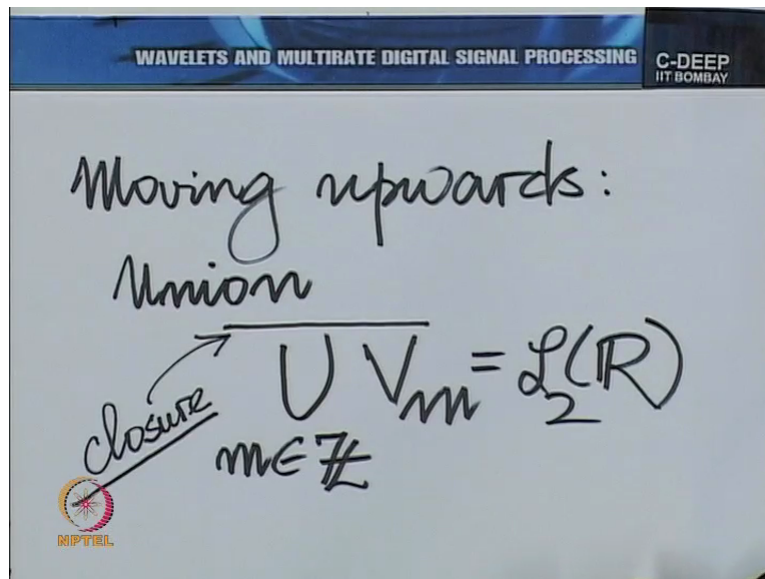 WAVELETS AND MULTIRATE DIGITAL SIGNAL PROCESSING
C-DEEP
IIT BOMBAY
Moving upwards:
Union
closure
⋃ Vm = ℒ2(ℝ)
m∈ℤ
NPTEL